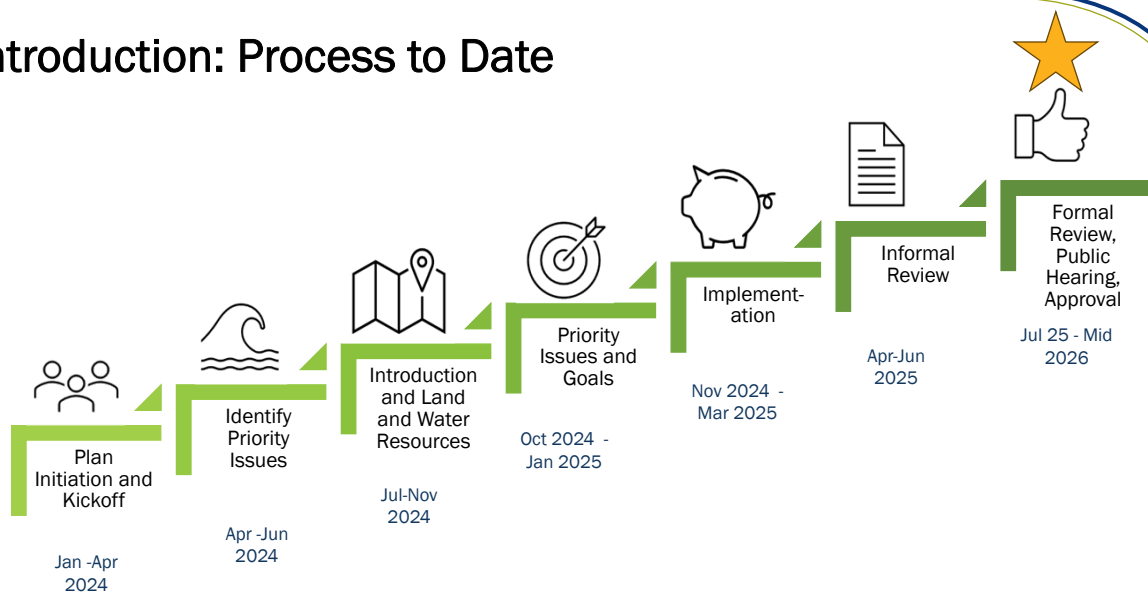 ntroduction: Process to Date
Plan
Initiation and
Kickoff
Jan -Apr
2024
Identify
Priority
Issues
Apr -Jun
2024
Introduction
and Land
and Water
Resources
Jul-Nov
2024
Priority
Issues and
Goals
Oct 2024 -
Jan 2025
Implement-
ation
Nov 2024 -
Mar 2025
Informal
Review
Apr-Jun
2025
Formal
Review,
Public
Hearing,
Approval
Jul 25 - Mid
2026